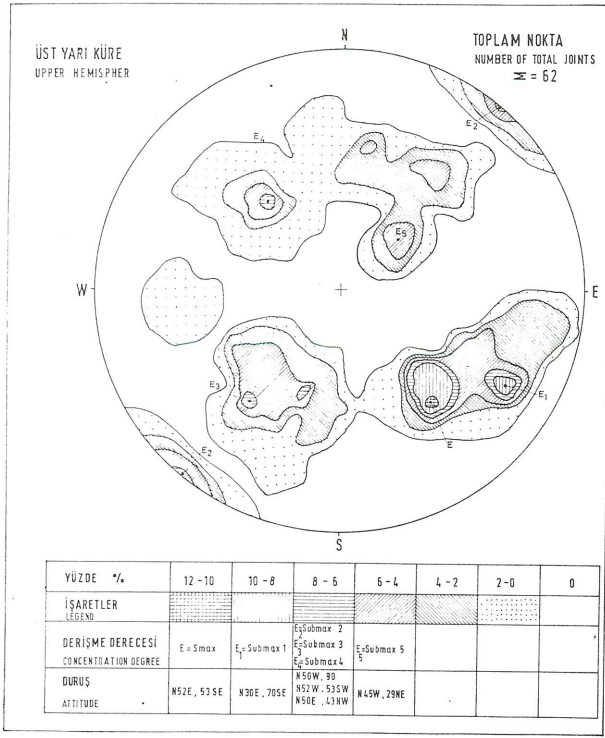 ÜST YARI KÜRE
UPPER HEMISPHER
N
TOPLAM NOKTA
NUMBER OF TOTAL JOINTS
Σ = 62
E2
E4
E5
W
E
E3
E1
E2
E
S
YÜZDE %
12 - 10
10 - 8
8 - 6
6 - 4
4 - 2
2-0
0
İŞARETLER
LEGEND
DERİŞME DERECESİ
CONCENTRATION DEGREE
E = Smax
E1=Submax 1
E2=Submax 2
E3=Submax 3
E4=Submax 4
E5=Submax 5
DURUŞ
ATTITUDE
N52E, 53 SE
N30E, 70SE
N50W, 90
N52W, 53SW
N50E, 43NW
N45W, 29NE